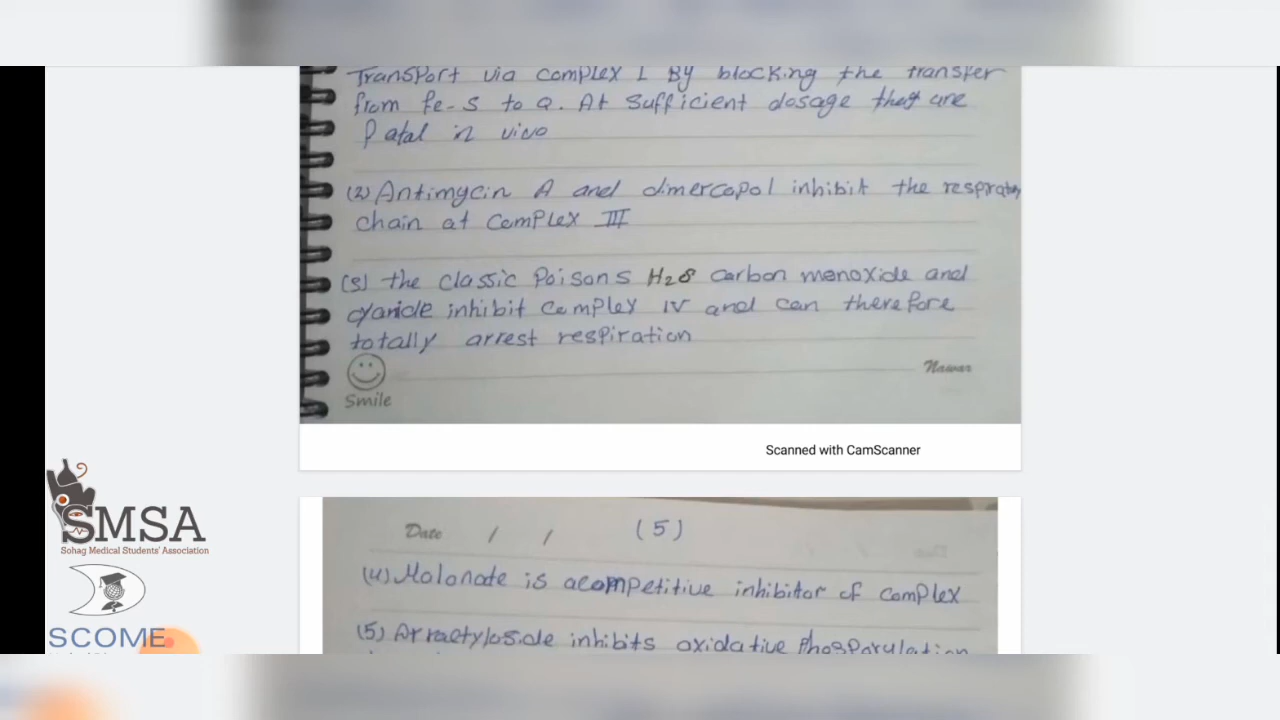 Transport via complex I By blocking the transfer
from fe-S to Q. At sufficient dosage they are
fatal in vivo
(2) Antimycin A and dimercapol inhibit the respiratory
chain at complex III
(3) the classic Poisons H2S carbon monoxide and
cyanide inhibit complex IV and can therefore
totally arrest respiration
Smile
Nawar
Scanned with CamScanner
Date / / (5)
(4) Malonate is acompetitive inhibitor of complex
(5) Atractyloside inhibits oxidative Phosphorylation
SMSA
Sohag Medical Students' Association
SCOME